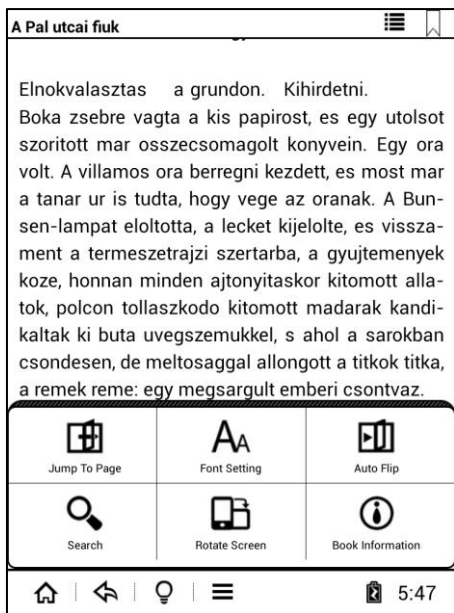 A Pal utcai fiuk
Elnokvalasztas a grundon. Kihirdetni.
Boka zsebre vagta a kis papirost, es egy utolsot
szoritott mar osszecsomagolt konyvein. Egy ora
volt. A villamos ora berregni kezdett, es most mar
a tanar ur is tudta, hogy vege az oranak. A Bun-
sen-lampat eloltotta, a lecket kijelolte, es vissza-
ment a termeszetrajzi szertarba, a gyujtemenyek
koze, honnan minden ajtonyitaskor kitomott alla-
tok, polcon tollaszkodo kitomott madarak kandi-
kaltak ki buta uvegszemukkel, s ahol a sarokban
csondesen, de meltosaggal allongott a titkok titka,
a remek reme: egy megsargult emberi csontvaz.
Jump To Page
Font Setting
Auto Flip
Search
Rotate Screen
Book Information
5:47